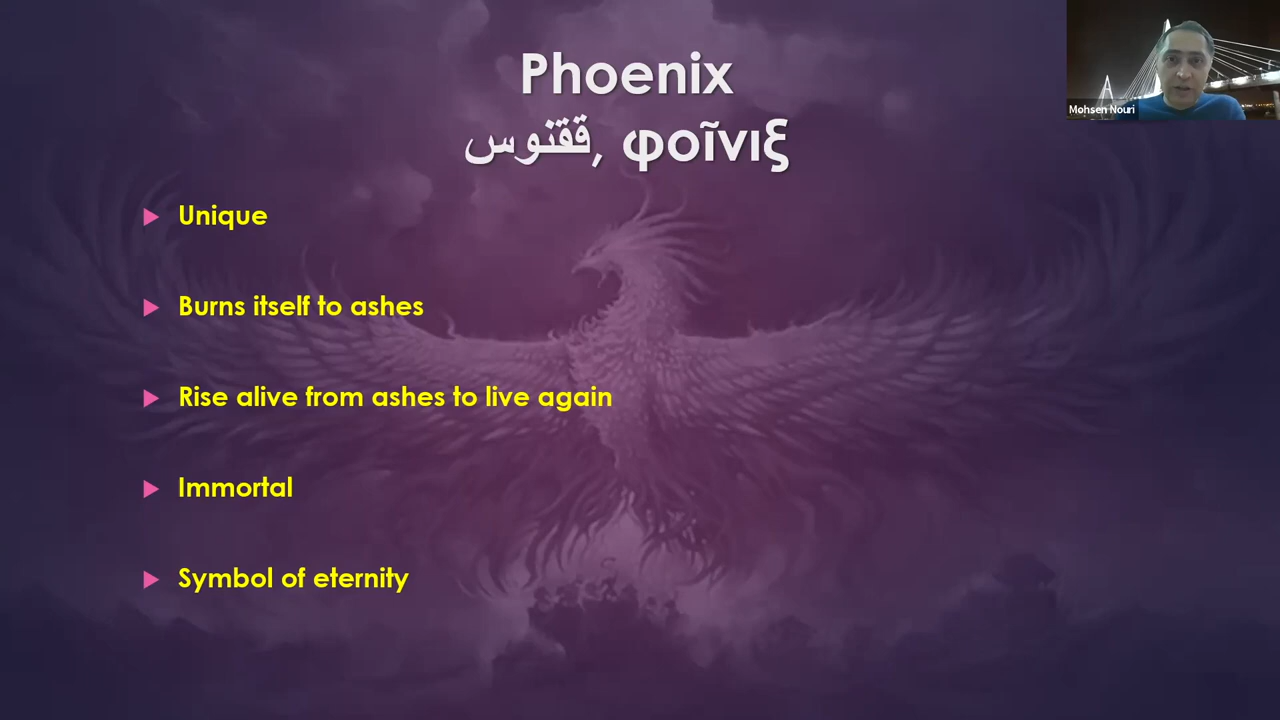 Phoenix
ققنوس, φοῖνιξ
Unique
Burns itself to ashes
Rise alive from ashes to live again
Immortal
Symbol of eternity
Mohsen Nouri